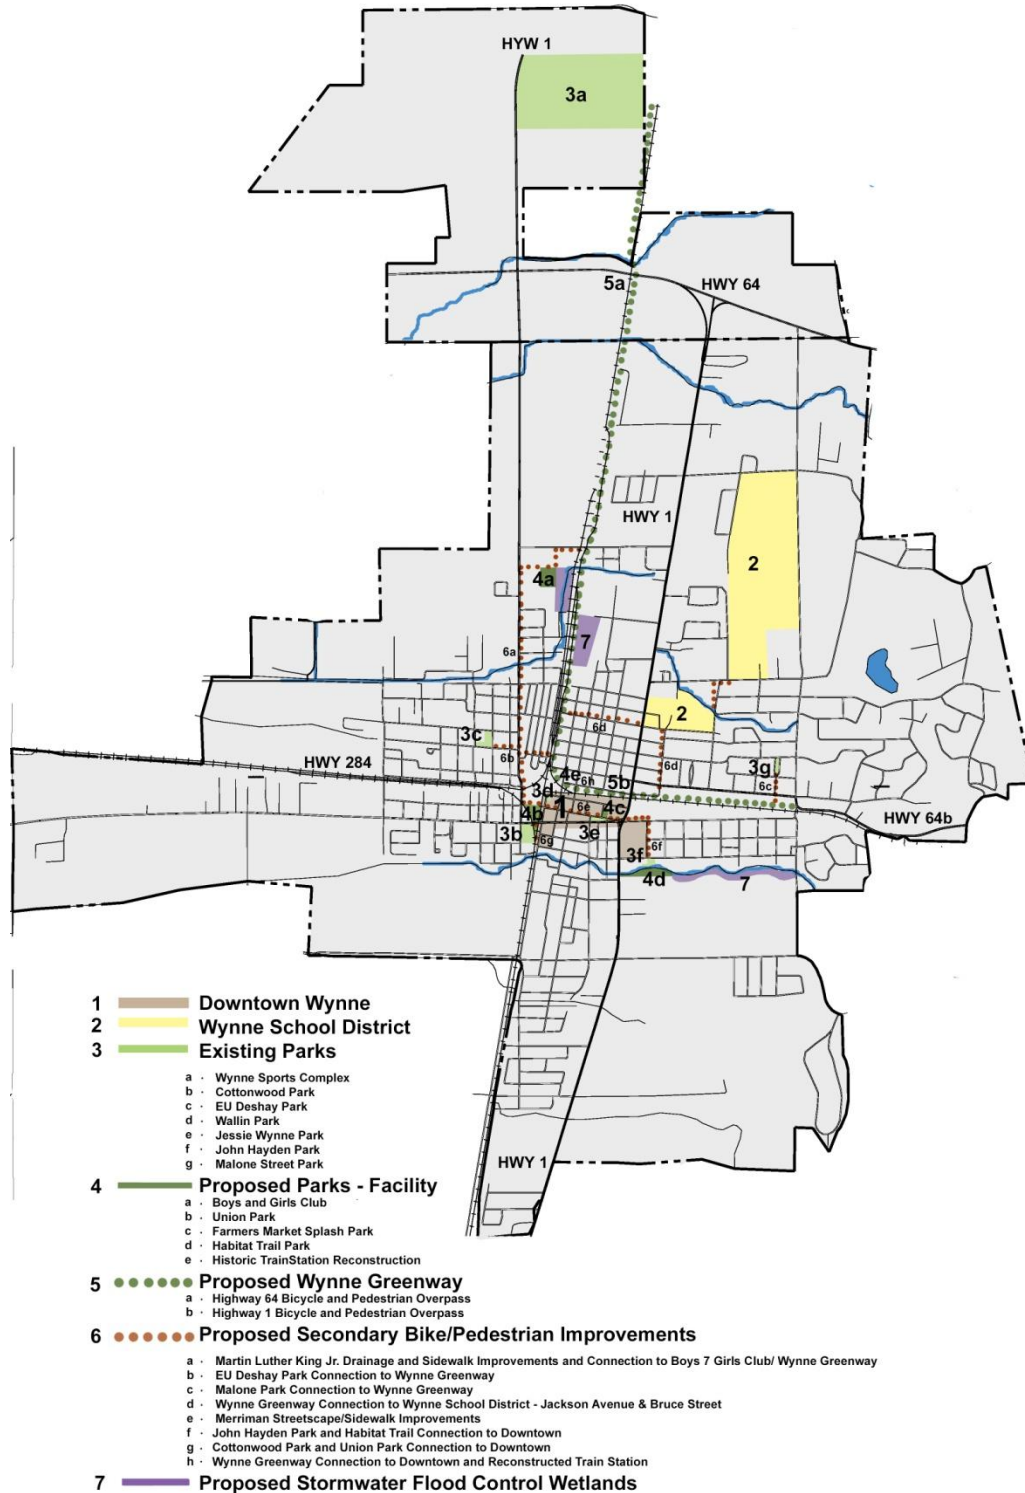 HYW 1
3a
5a
HWY 64
HWY 1
2
4a
7
6a
2
3c
6d
6b
6d
3g
HWY 284
4e
6h
5b
6c
3d
1
6e
4c
4b
HWY 64b
3b
3e
6g
3f
6f
4d
7
1 Downtown Wynne
2 Wynne School District
3 Existing Parks
a · Wynne Sports Complex
b · Cottonwood Park
c · EU Deshay Park
d · Wallin Park
e · Jessie Wynne Park
f · John Hayden Park
g · Malone Street Park
HWY 1
4 Proposed Parks - Facility
a · Boys and Girls Club
b · Union Park
c · Farmers Market Splash Park
d · Habitat Trail Park
e · Historic TrainStation Reconstruction
5 Proposed Wynne Greenway
a · Highway 64 Bicycle and Pedestrian Overpass
b · Highway 1 Bicycle and Pedestrian Overpass
6 Proposed Secondary Bike/Pedestrian Improvements
a · Martin Luther King Jr. Drainage and Sidewalk Improvements and Connection to Boys 7 Girls Club/ Wynne Greenway
b · EU Deshay Park Connection to Wynne Greenway
c · Malone Park Connection to Wynne Greenway
d · Wynne Greenway Connection to Wynne School District - Jackson Avenue & Bruce Street
e · Merriman Streetscape/Sidewalk Improvements
f · John Hayden Park and Habitat Trail Connection to Downtown
g · Cottonwood Park and Union Park Connection to Downtown
h · Wynne Greenway Connection to Downtown and Reconstructed Train Station
7 Proposed Stormwater Flood Control Wetlands